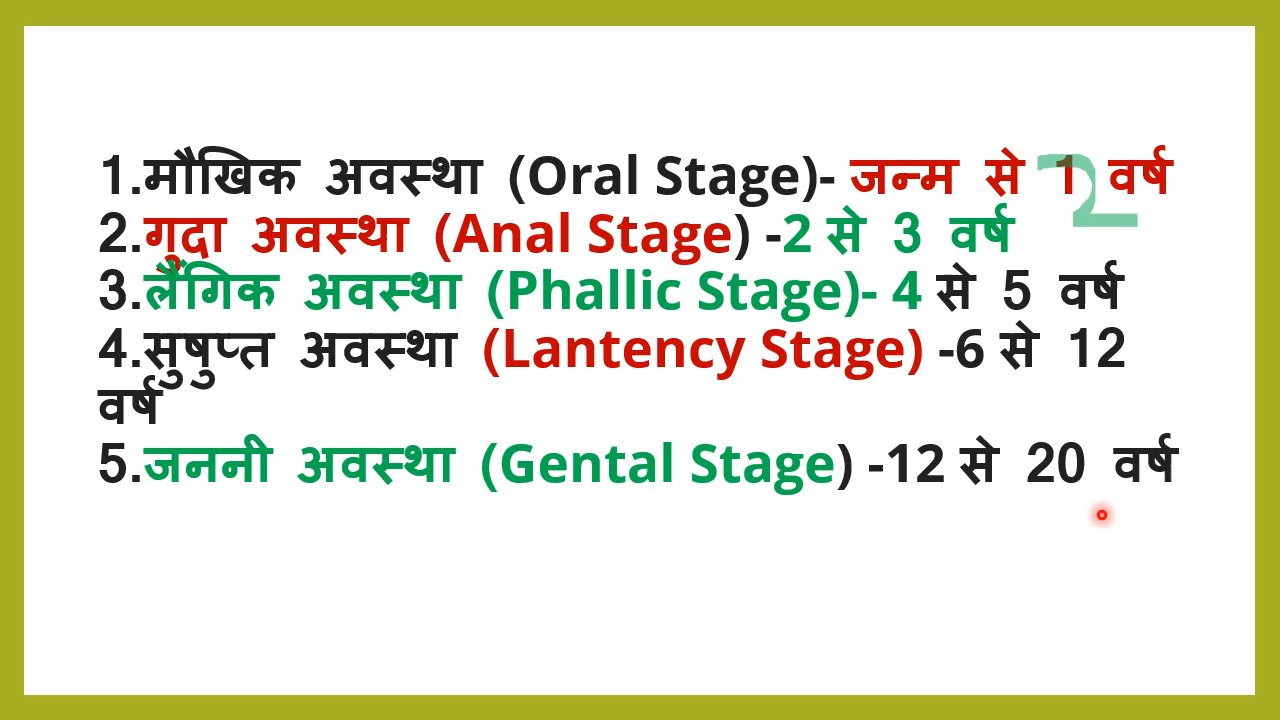 1.मौखिक अवस्था (Oral Stage)- जन्म से 1 वर्ष
2
2.गुदा अवस्था (Anal Stage) -2 से 3 वर्ष
3.लैंगिक अवस्था (Phallic Stage)- 4 से 5 वर्ष
4.सुषुप्त अवस्था (Lantency Stage) -6 से 12
वर्ष
5.जननी अवस्था (Gental Stage) -12 से 20 वर्ष